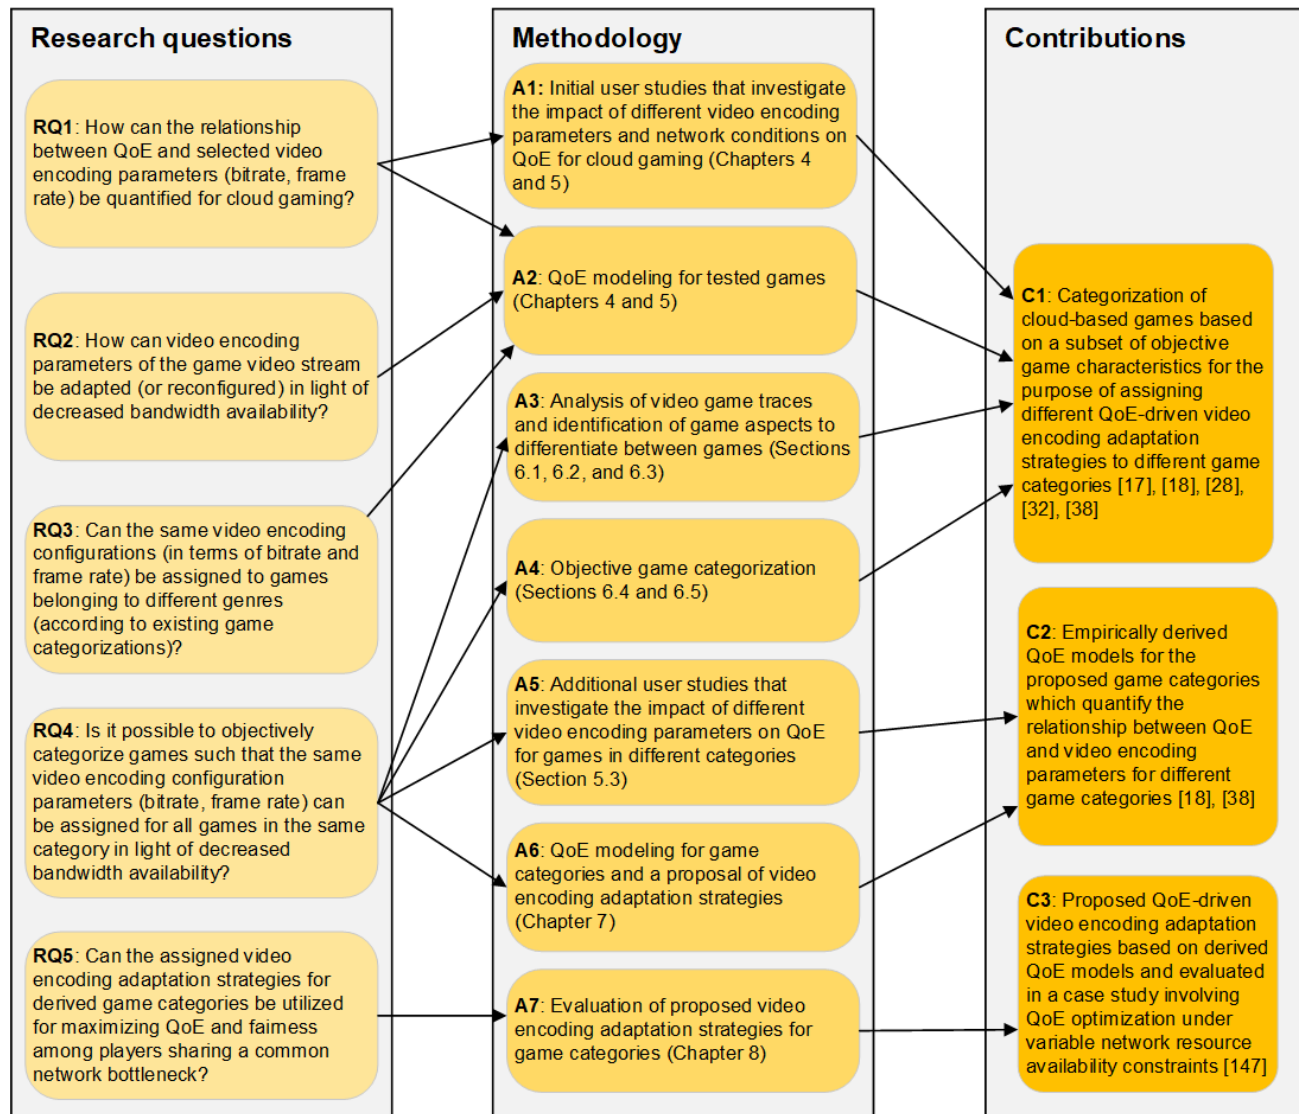 Research questions
RQ1: How can the relationship
between QoE and selected video
encoding parameters (bitrate, frame
rate) be quantified for cloud gaming?
RQ2: How can video encoding
parameters of the game video stream
be adapted (or reconfigured) in light of
decreased bandwidth availability?
RQ3: Can the same video encoding
configurations (in terms of bitrate and
frame rate) be assigned to games
belonging to different genres
(according to existing game
categorizations)?
RQ4: Is it possible to objectively
categorize games such that the same
video encoding configuration
parameters (bitrate, frame rate) can
be assigned for all games in the same
category in light of decreased
bandwidth availability?
RQ5: Can the assigned video
encoding adaptation strategies for
derived game categories be utilized
for maximizing QoE and fairness
among players sharing a common
network bottleneck?
Methodology
A1: Initial user studies that investigate
the impact of different video encoding
parameters and network conditions on
QoE for cloud gaming (Chapters 4
and 5)
A2: QoE modeling for tested games
(Chapters 4 and 5)
A3: Analysis of video game traces
and identification of game aspects to
differentiate between games (Sections
6.1, 6.2, and 6.3)
A4: Objective game categorization
(Sections 6.4 and 6.5)
A5: Additional user studies that
investigate the impact of different
video encoding parameters on QoE
for games in different categories
(Section 5.3)
A6: QoE modeling for game
categories and a proposal of video
encoding adaptation strategies
(Chapter 7)
A7: Evaluation of proposed video
encoding adaptation strategies for
game categories (Chapter 8)
Contributions
C1: Categorization of
cloud-based games based
on a subset of objective
game characteristics for the
purpose of assigning
different QoE-driven video
encoding adaptation
strategies to different game
categories [17], [18], [28],
[32], [38]
C2: Empirically derived
QoE models for the
proposed game categories
which quantify the
relationship between QoE
and video encoding
parameters for different
game categories [18], [38]
C3: Proposed QoE-driven
video encoding adaptation
strategies based on derived
QoE models and evaluated
in a case study involving
QoE optimization under
variable network resource
availability constraints [147]